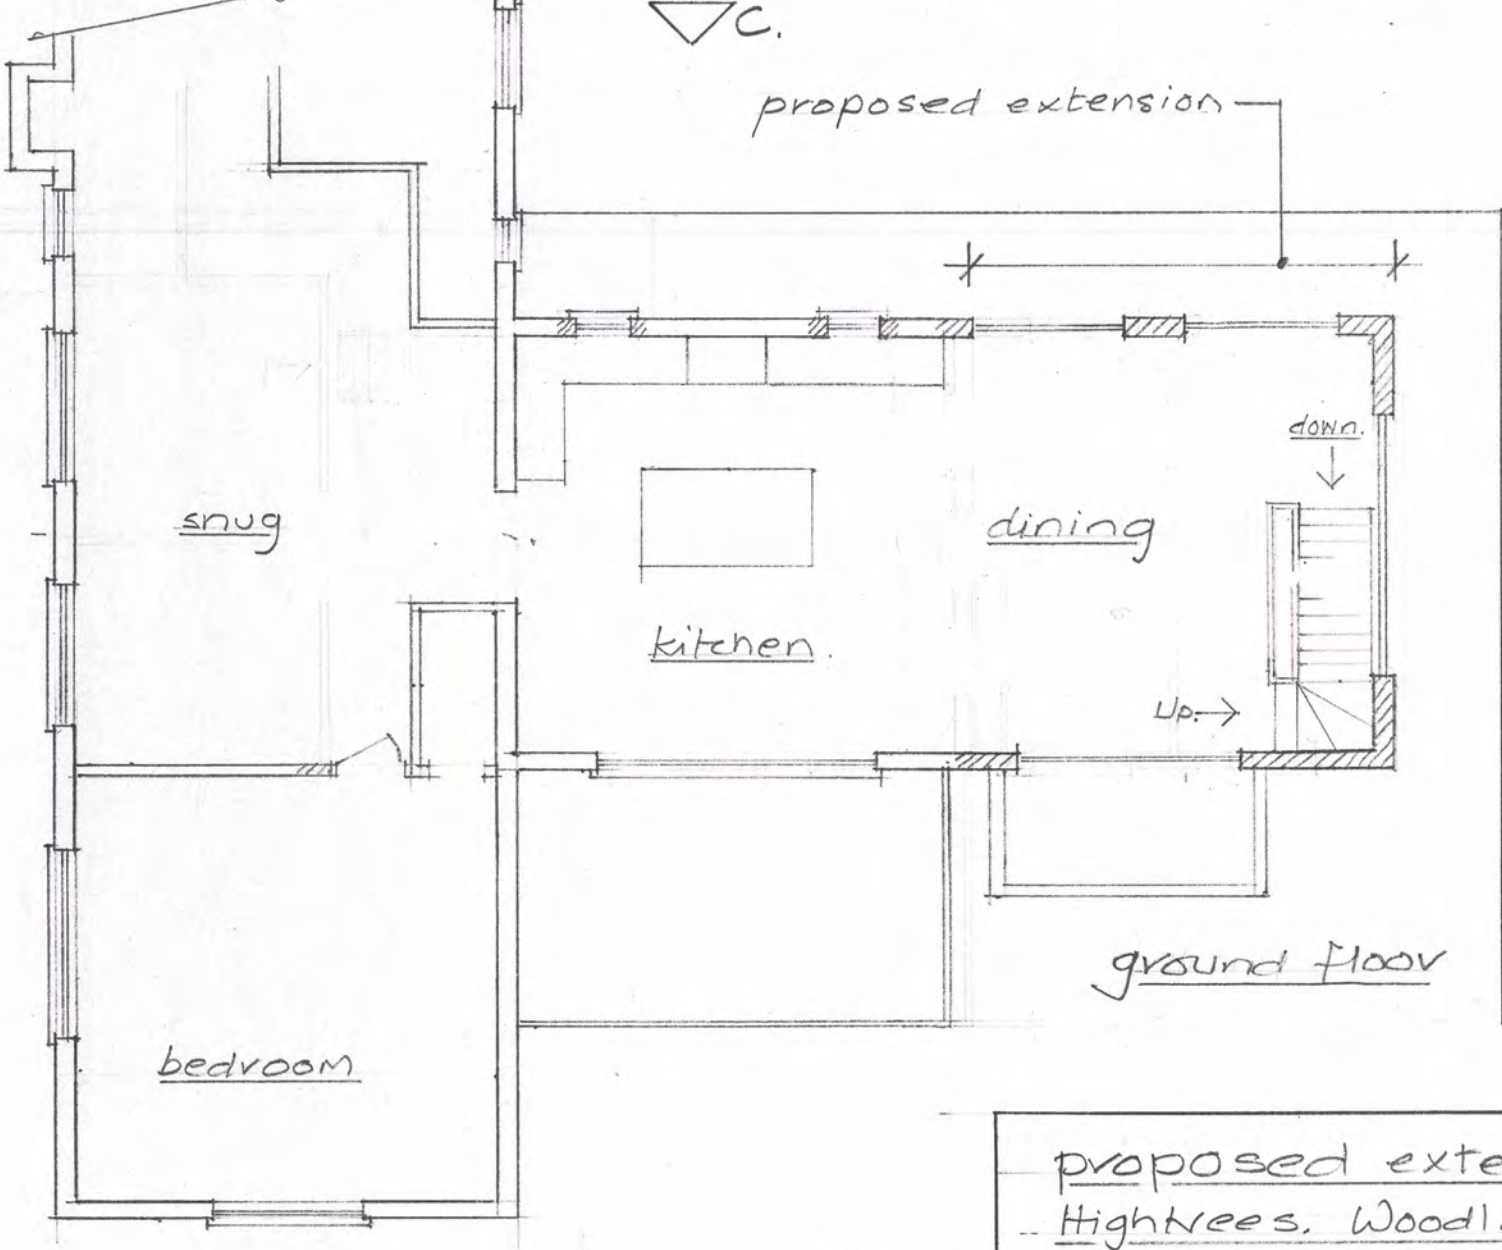 C.
proposed extension
down.
snug
dining
kitchen.
Up.
ground floor
bedroom
proposed exte
Hightrees. Woodl